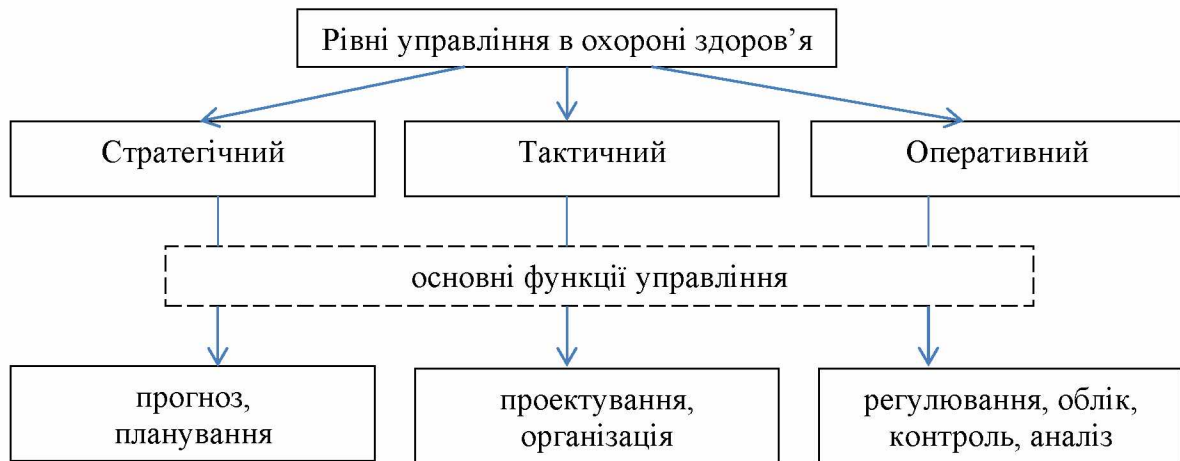 Рівні управління в охороні здоров’я
Стратегічний
Тактичний
Оперативний
основні функції управління
прогноз,
планування
проектування,
організація
регулювання, облік,
контроль, аналіз